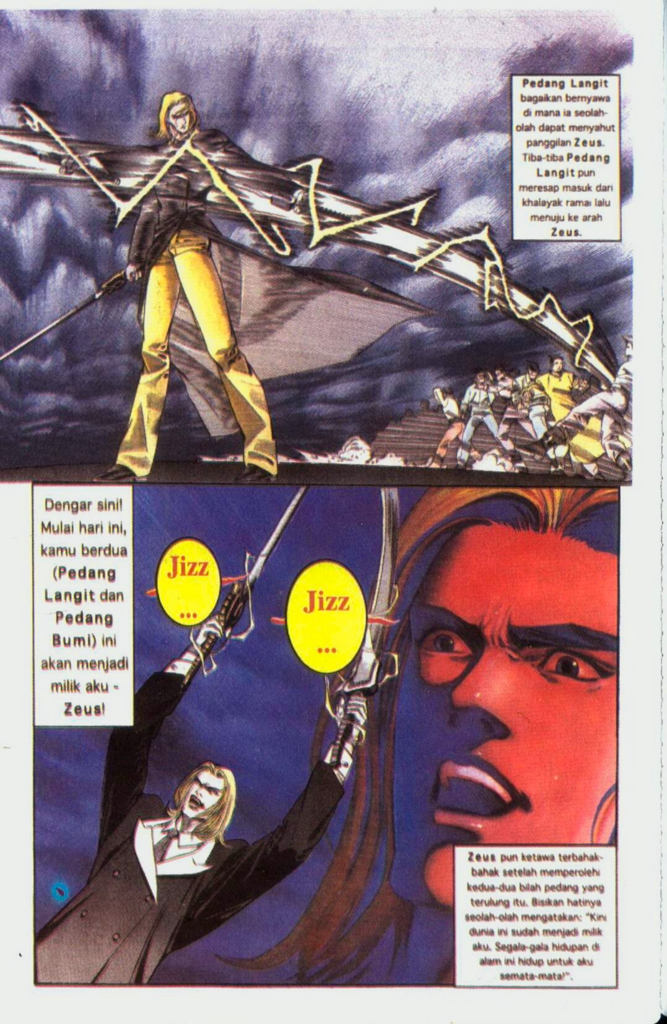 Pedang Langit
bagaikan bernyawa
di mana ia seolah-
olah dapat menyahut
panggilan Zeus.
Tiba-tiba Pedang
Langit pun
meresap masuk dari
khalayak ramai lalu
menuju ke arah
Zeus.
Dengar sini!
Mulai hari ini,
kamu berdua
(Pedang
Langit dan
Pedang
Bumi) ini
akan menjadi
milik aku -
Zeus!
Jizz
...
Jizz
...
Zeus pun ketawa terbahak-
bahak setelah memperolehi
kedua-dua bilah pedang yang
terulung itu. Bisikan hatinya
seolah-olah mengatakan: "Kini
dunia ini sudah menjadi milik
aku. Segala-gala hidupan di
alam ini hidup untuk aku
semata-mata!".